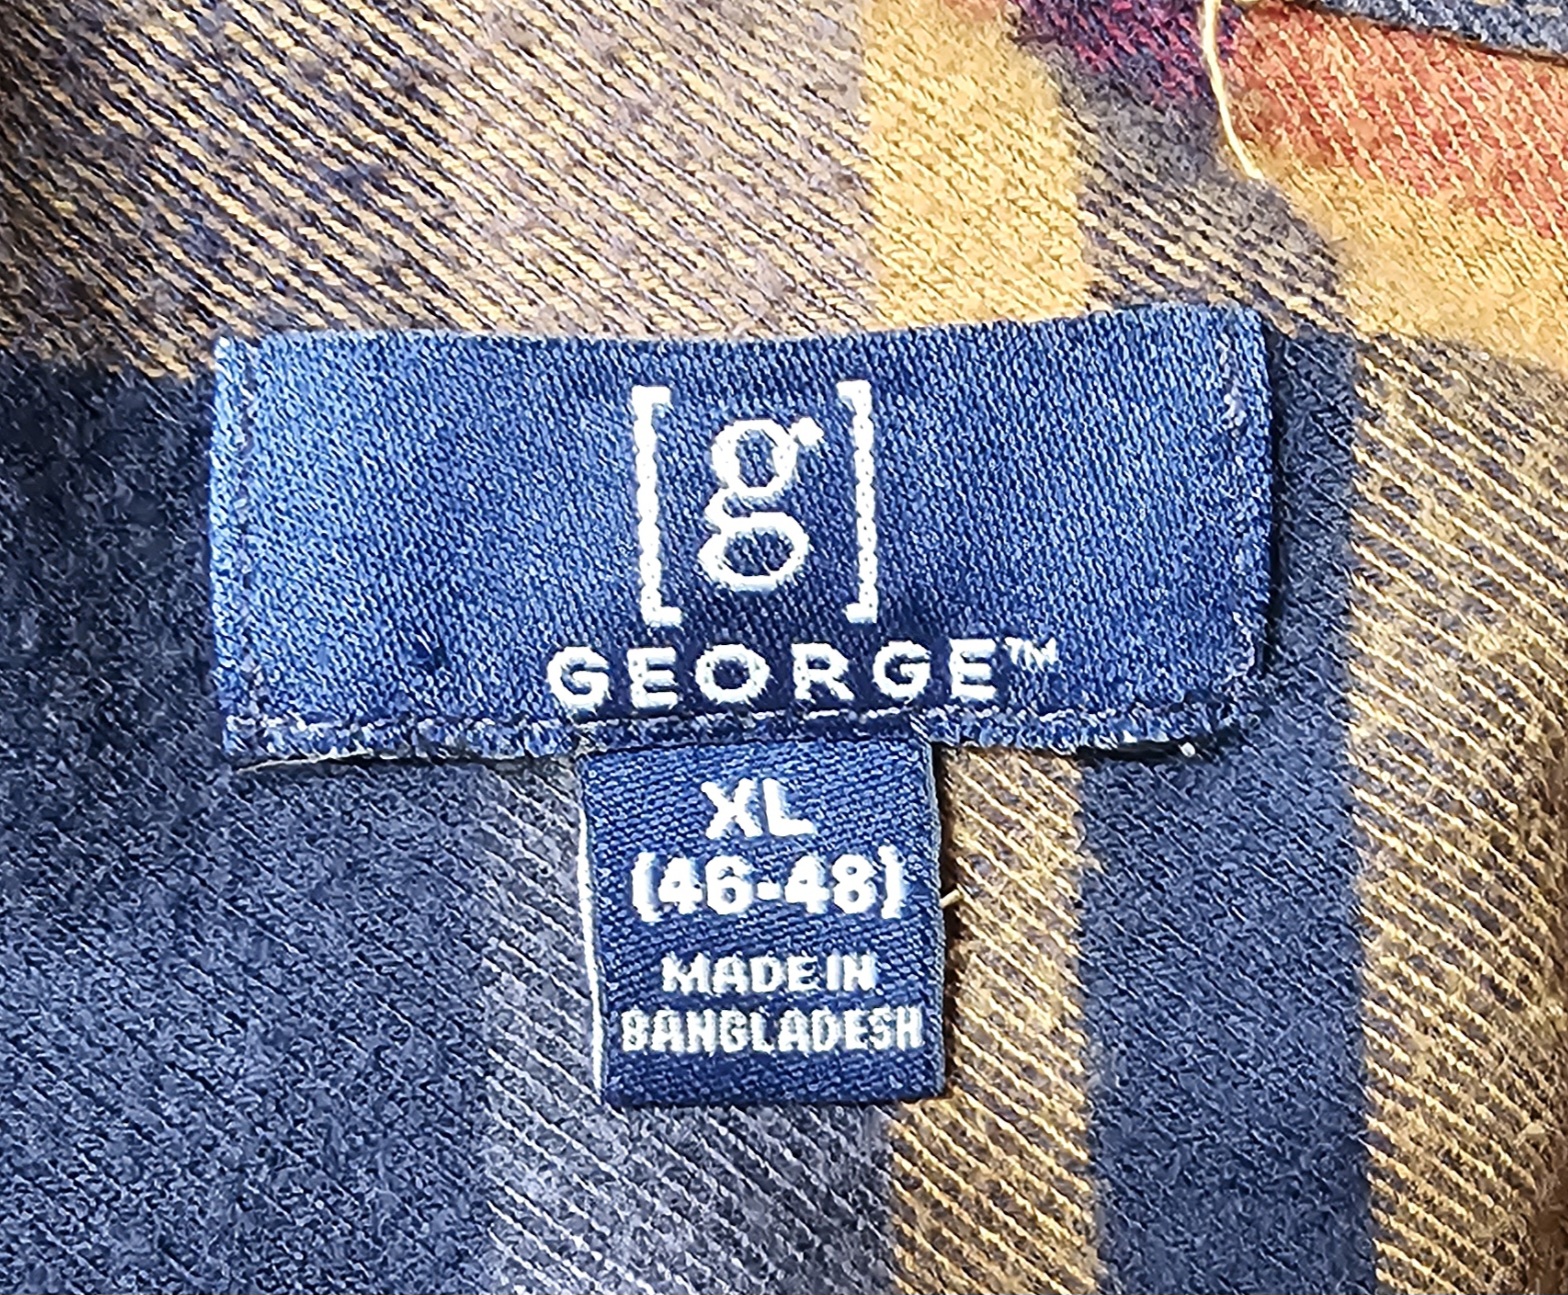 [g]
GEORGE™
XL
(46-48)
MADE IN
BANGLADESH